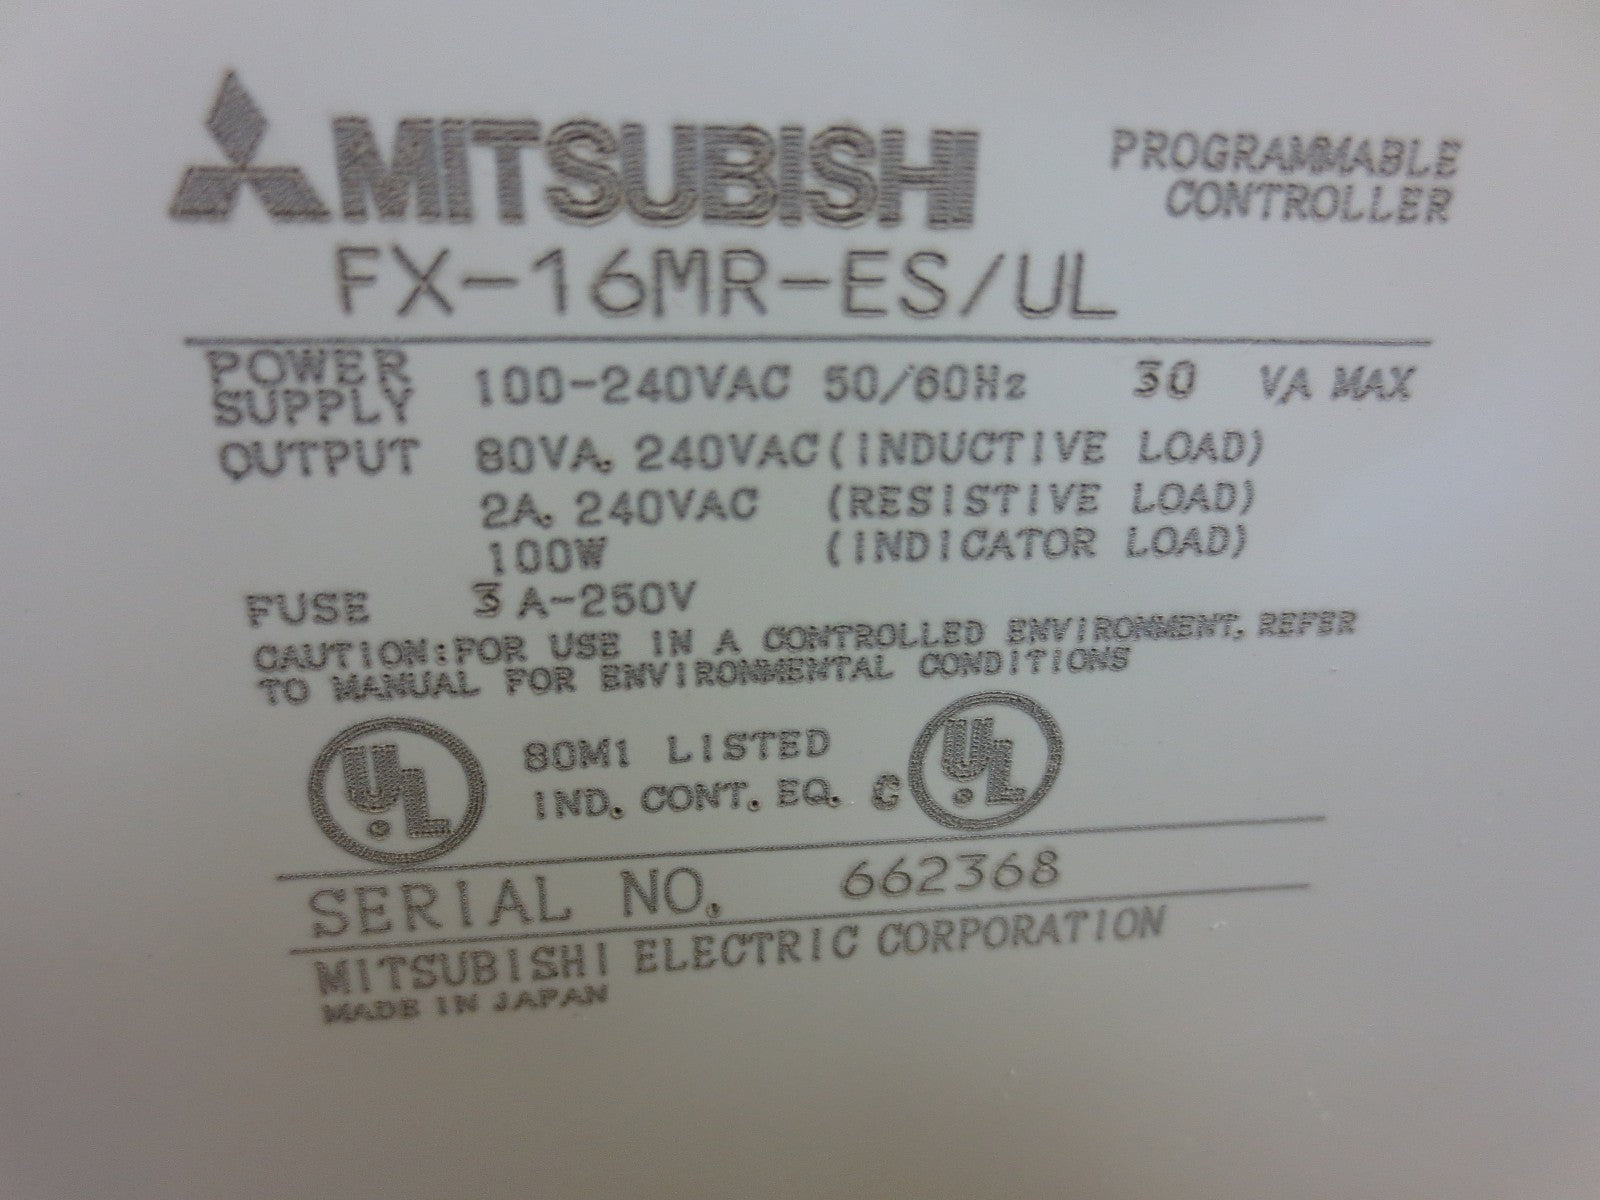 MITSUBISHI PROGRAMMABLE
CONTROLLER
FX-16MR-ES/UL
POWER
SUPPLY 100-240VAC 50/60Hz 30 VA MAX
OUTPUT 80VA, 240VAC (INDUCTIVE LOAD)
2A, 240VAC (RESISTIVE LOAD)
100W (INDICATOR LOAD)
FUSE 3 A-250V
CAUTION:FOR USE IN A CONTROLLED ENVIRONMENT, REFER
TO MANUAL FOR ENVIRONMENTAL CONDITIONS
UL 80M1 LISTED
IND. CONT. EQ. C UL
SERIAL NO. 662368
MITSUBISHI ELECTRIC CORPORATION
MADE IN JAPAN